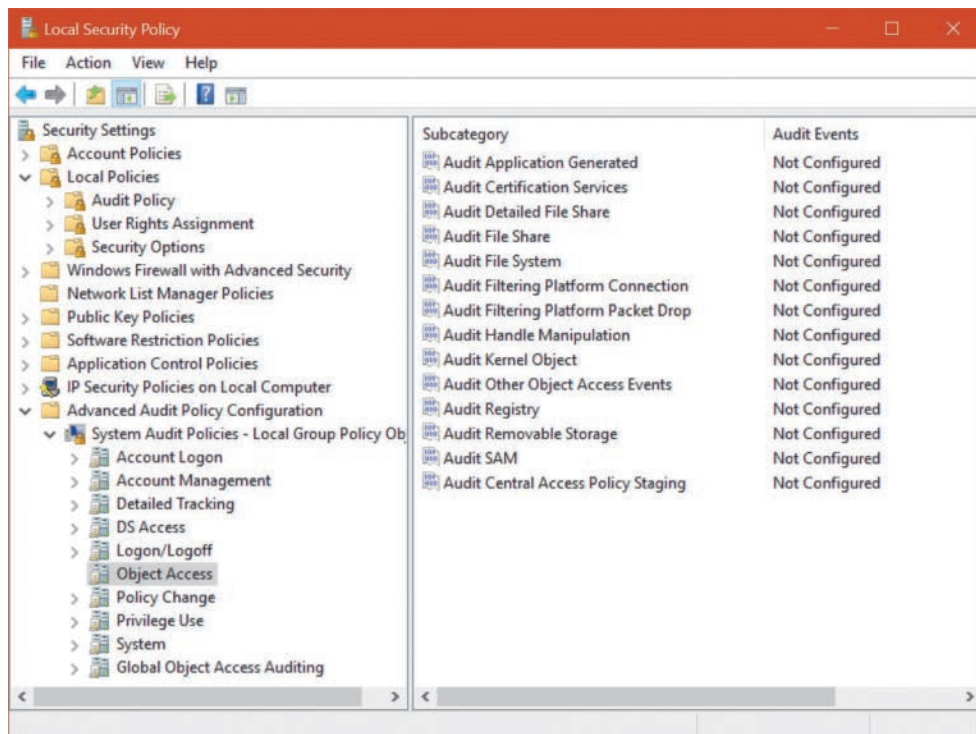 Local Security Policy
File Action View Help
Security Settings
Account Policies
Local Policies
Audit Policy
User Rights Assignment
Security Options
Windows Firewall with Advanced Security
Network List Manager Policies
Public Key Policies
Software Restriction Policies
Application Control Policies
IP Security Policies on Local Computer
Advanced Audit Policy Configuration
System Audit Policies - Local Group Policy Ob
Account Logon
Account Management
Detailed Tracking
DS Access
Logon/Logoff
Object Access
Policy Change
Privilege Use
System
Global Object Access Auditing
Subcategory Audit Events
Audit Application Generated Not Configured
Audit Certification Services Not Configured
Audit Detailed File Share Not Configured
Audit File Share Not Configured
Audit File System Not Configured
Audit Filtering Platform Connection Not Configured
Audit Filtering Platform Packet Drop Not Configured
Audit Handle Manipulation Not Configured
Audit Kernel Object Not Configured
Audit Other Object Access Events Not Configured
Audit Registry Not Configured
Audit Removable Storage Not Configured
Audit SAM Not Configured
Audit Central Access Policy Staging Not Configured